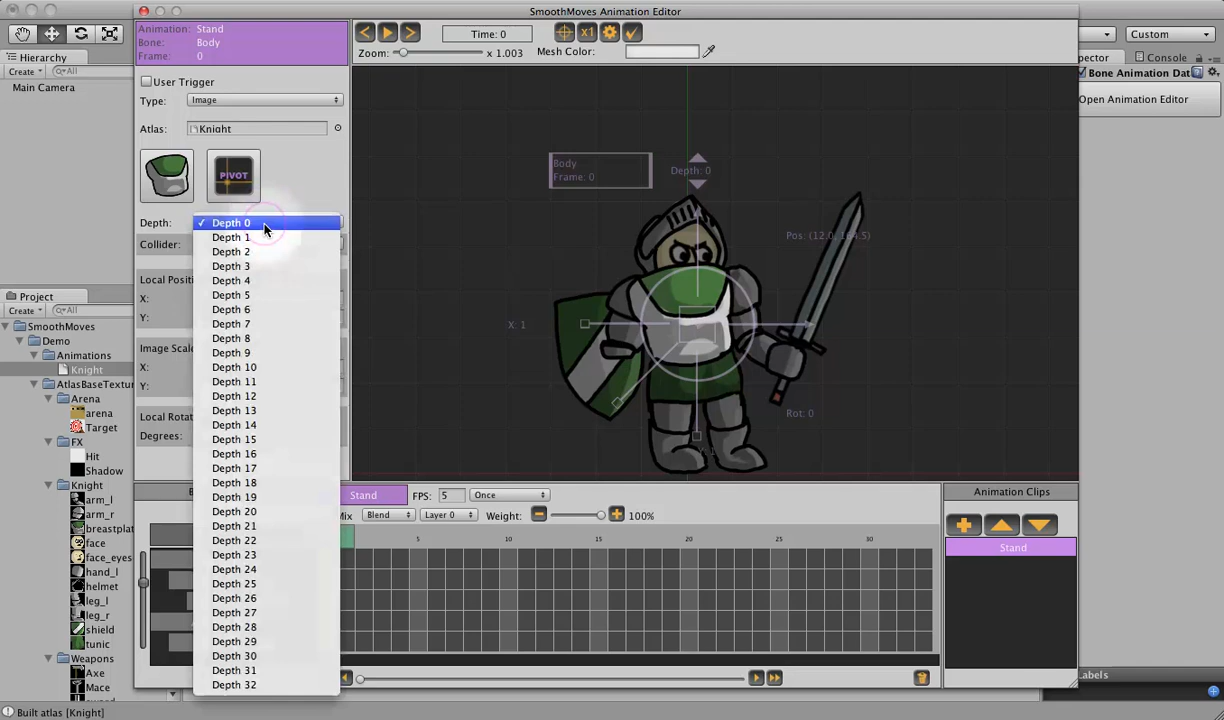 SmoothMoves Animation Editor
Custom
Hierarchy
Create
All
Main Camera
Animation: Stand
Bone: Body
Frame: 0
User Trigger
Type: Image
Atlas: Knight
PIVOT
Depth:
Collider:
X:
Y:
X:
Y:
Degrees:
Depth 0
Depth 1
Depth 2
Depth 3
Depth 4
Depth 5
Depth 6
Depth 7
Depth 8
Depth 9
Depth 10
Depth 11
Depth 12
Depth 13
Depth 14
Depth 15
Depth 16
Depth 17
Depth 18
Depth 19
Depth 20
Depth 21
Depth 22
Depth 23
Depth 24
Depth 25
Depth 26
Depth 27
Depth 28
Depth 29
Depth 30
Depth 31
Depth 32
Time: 0
x1
Zoom: x 1.003
Mesh Color:
Body
Frame: 0
Depth: 0
Pos: (12.0, 164.5)
X: 1
Rot: 0
Console
Bone Animation Dat
Open Animation Editor
Project
Create
All
SmoothMoves
Demo
Animations
Knight
AtlasBaseTextur
Arena
arena
Target
FX
Hit
Shadow
Knight
arm_l
arm_r
breastplat
face
face_eyes
hand_l
helmet
leg_l
leg_r
shield
tunic
Weapons
Axe
Mace
Stand
FPS: 5
Once
Mix
Blend
Layer 0
Weight: 100%
5 10 15 20 25 30
Animation Clips
Stand
Labels
Built atlas [Knight]